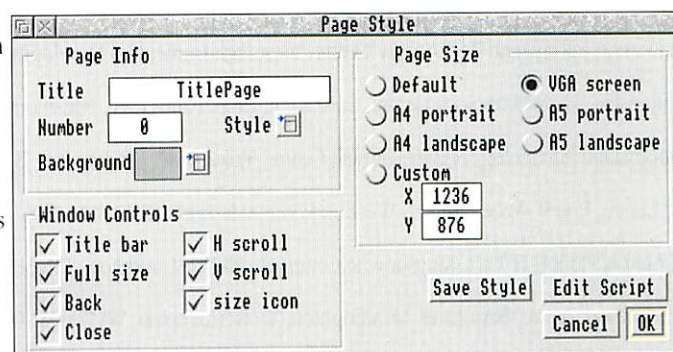 Page Style
Page Info
Title TitlePage
Number 0 Style
Background
Window Controls
Title bar
H scroll
Full size
V scroll
Back
size icon
Close
Page Size
Default
VGA screen
A4 portrait
A5 portrait
A4 landscape
A5 landscape
Custom
X 1236
Y 876
Save Style
Edit Script
Cancel
OK